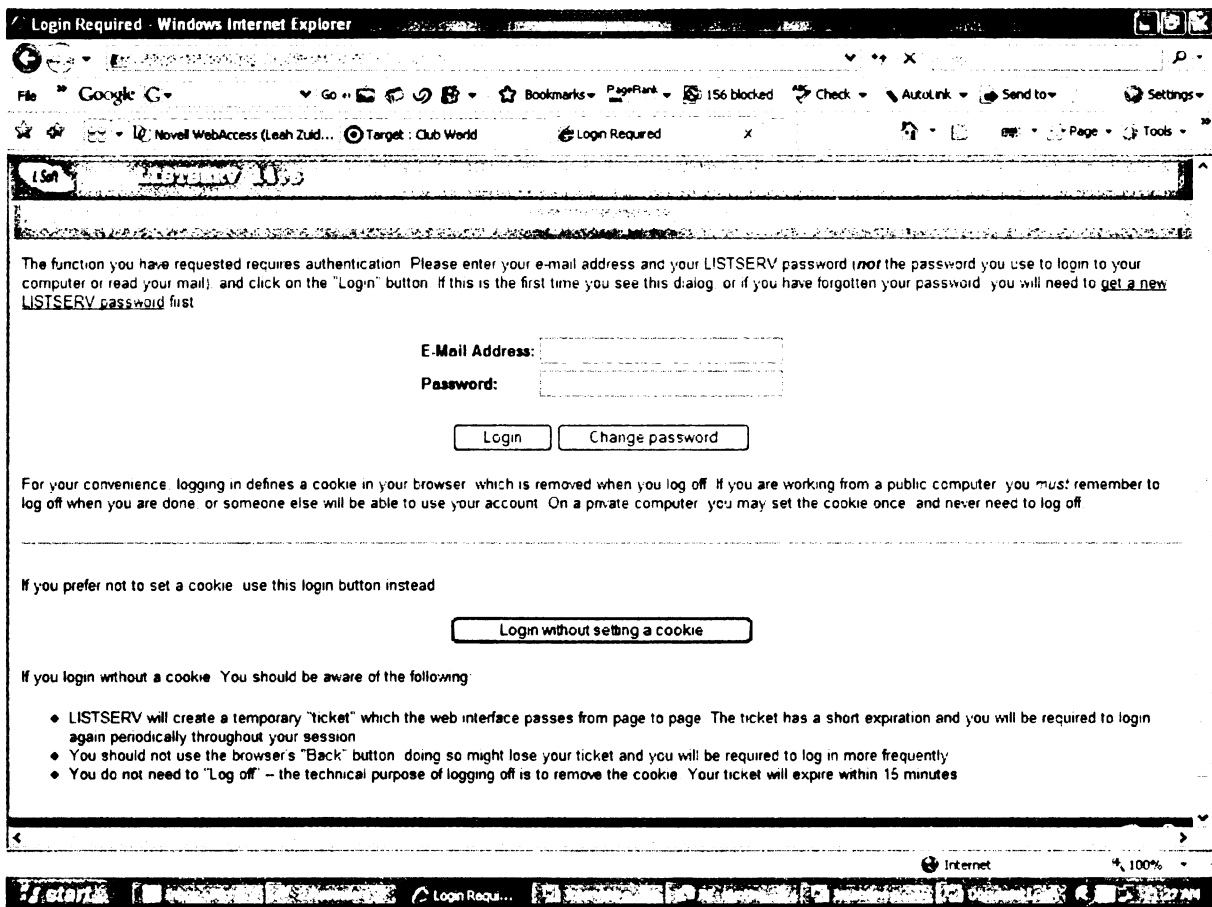 Login Required - Windows Internet Explorer
File » Google G Go Bookmarks PageRank 156 blocked Check AutoLink Send to Settings
Novell WebAccess (Leah Zuid... Target : Club World Login Required x Page Tools »
L Soft LISTSERV
The function you have requested requires authentication Please enter your e-mail address and your LISTSERV password (not the password you use to login to your
computer or read your mail), and click on the "Login" button If this is the first time you see this dialog, or if you have forgotten your password you will need to get a new
LISTSERV password first
E-Mail Address:
Password:
Login Change password
For your convenience, logging in defines a cookie in your browser which is removed when you log off If you are working from a public computer you must remember to
log off when you are done, or someone else will be able to use your account On a private computer you may set the cookie once and never need to log off
If you prefer not to set a cookie use this login button instead
Login without setting a cookie
If you login without a cookie You should be aware of the following:
• LISTSERV will create a temporary "ticket" which the web interface passes from page to page The ticket has a short expiration and you will be required to login
again periodically throughout your session
• You should not use the browser's "Back" button doing so might lose your ticket and you will be required to log in more frequently
• You do not need to "Log off" – the technical purpose of logging off is to remove the cookie Your ticket will expire within 15 minutes
Internet 100%
start Login Requi...